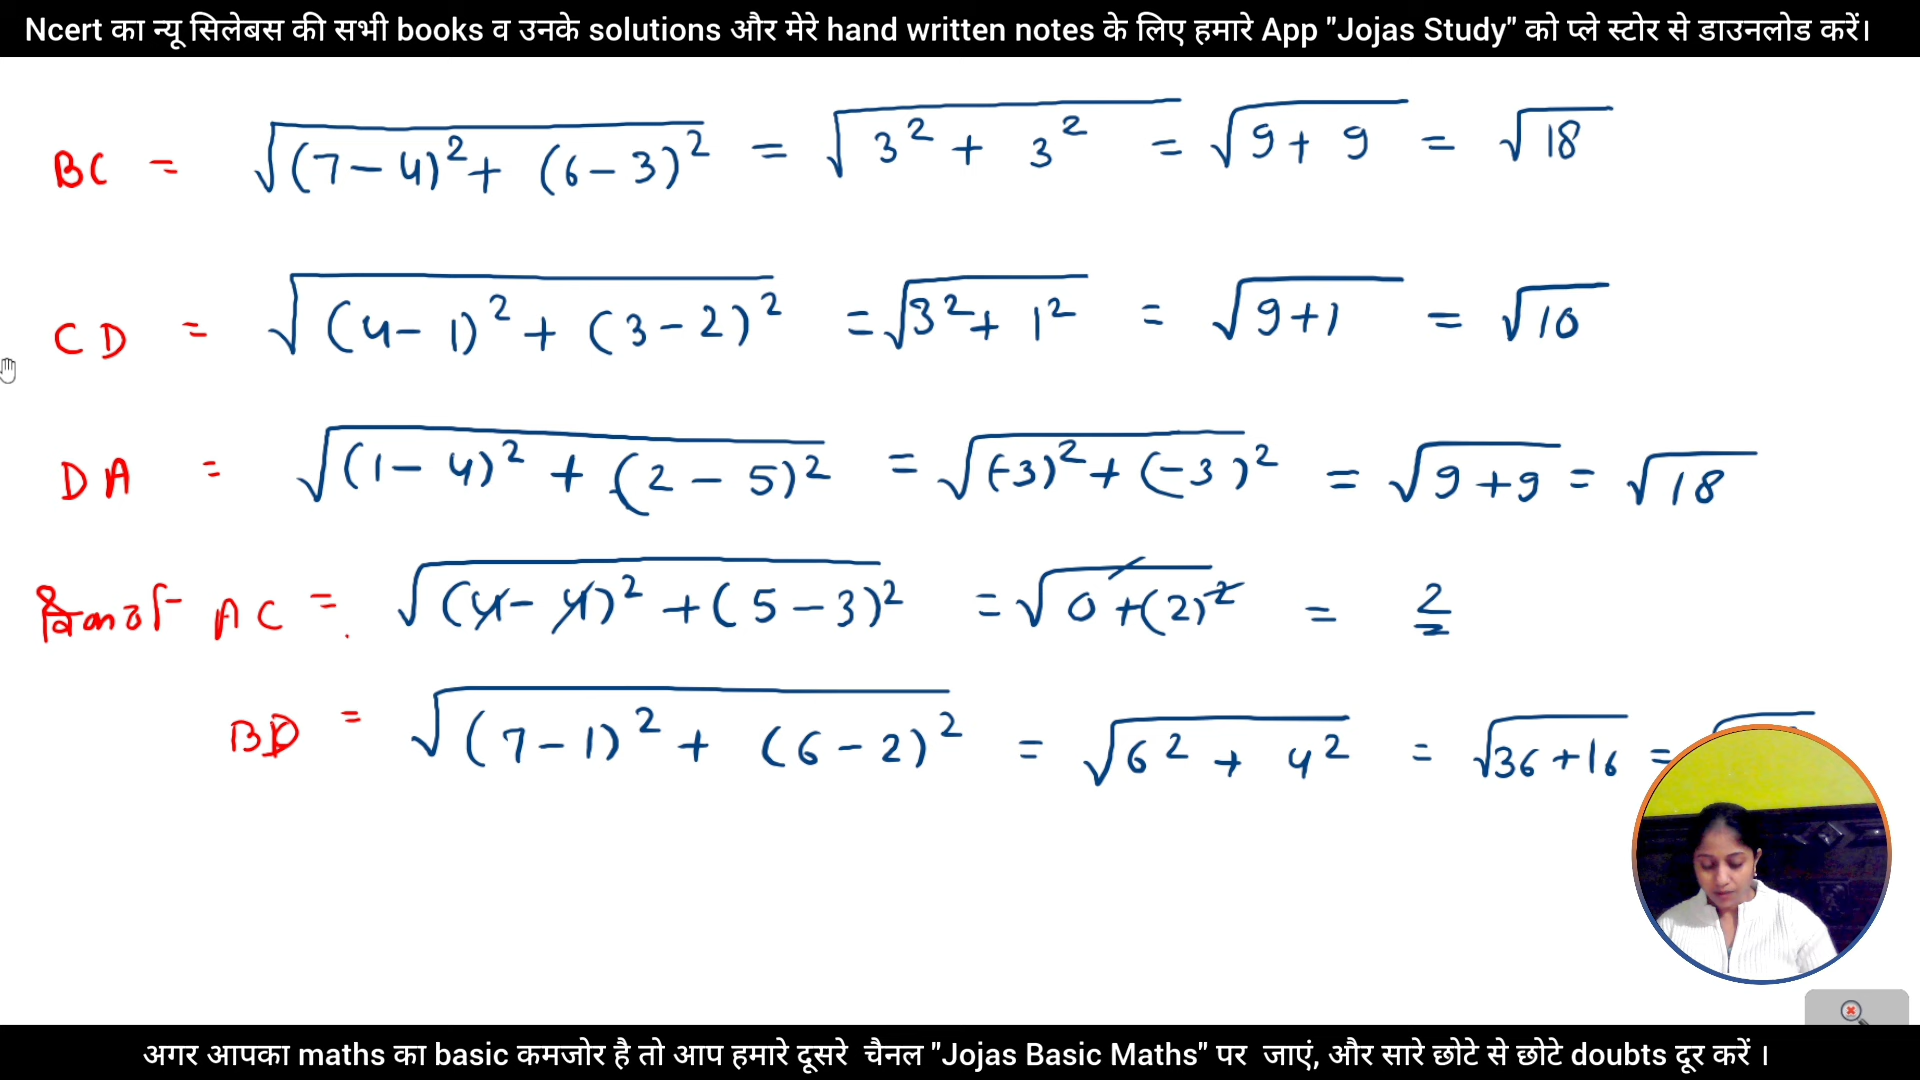 Ncert का न्यू सिलेबस की सभी books व उनके solutions और मेरे hand written notes के लिए हमारे App "Jojas Study" को प्ले स्टोर से डाउनलोड करें।
BC = √(7-4)² + (6-3)² = √3² + 3² = √9+9 = √18
CD = √(4-1)² + (3-2)² = √3² + 1² = √9+1 = √10
DA = √(1-4)² + (2-5)² = √(-3)² + (-3)² = √9+9 = √18
विकर्ण AC = √(4-4)² + (5-3)² = √0+(2)² = 2
BD = √(7-1)² + (6-2)² = √6² + 4² = √36+16 =
अगर आपका maths का basic कमजोर है तो आप हमारे दूसरे चैनल "Jojas Basic Maths" पर जाएं, और सारे छोटे से छोटे doubts दूर करें ।